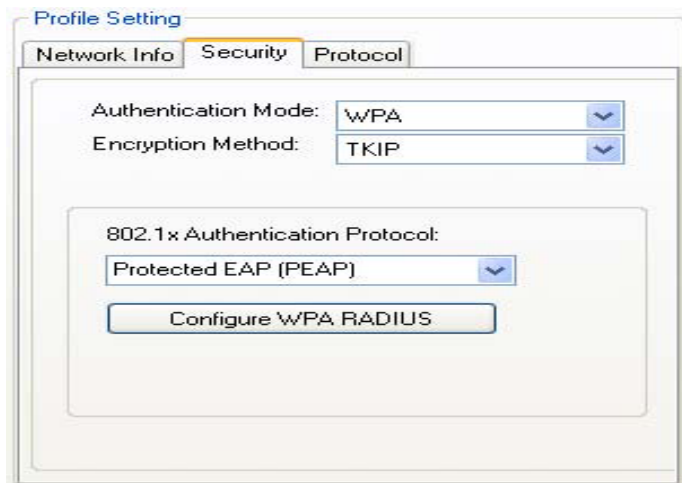 Profile Setting
Network Info Security Protocol
Authentication Mode: WPA
Encryption Method: TKIP
802.1x Authentication Protocol:
Protected EAP (PEAP)
Configure WPA RADIUS